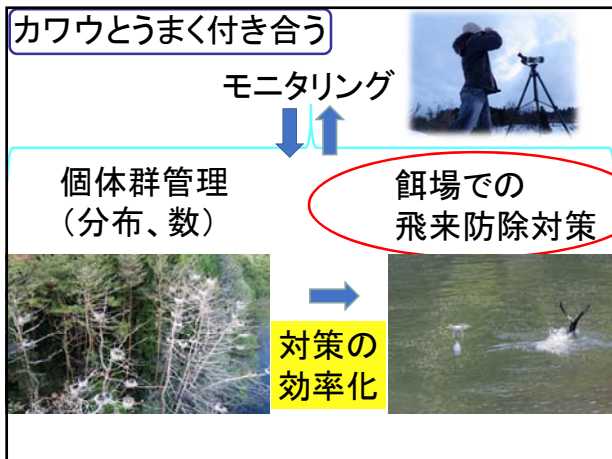 カワウとうまく付き合う
モニタリング
個体群管理
（分布、数）
餌場での
飛来防除対策
対策の
効率化